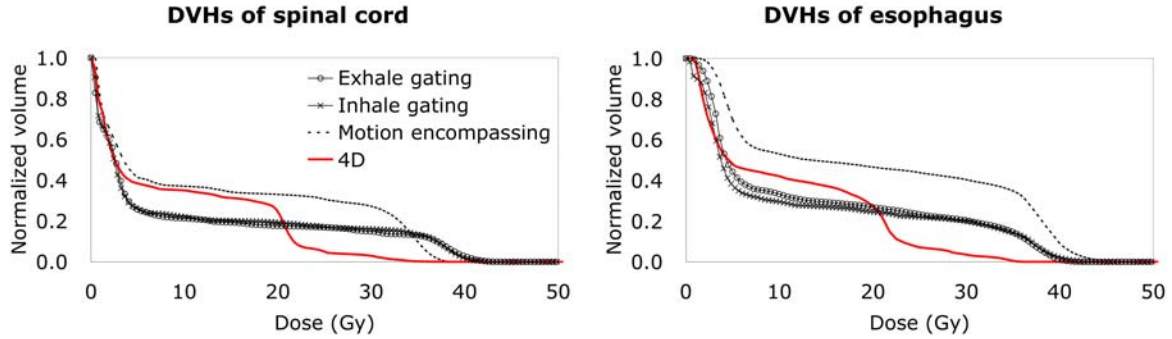 DVHs of spinal cord
Normalized volume
1.0
0.8
0.6
0.4
0.2
0.0
Exhale gating
Inhale gating
Motion encompassing
4D
0 10 20 30 40 50
Dose (Gy)
DVHs of esophagus
Normalized volume
1.0
0.8
0.6
0.4
0.2
0.0
0 10 20 30 40 50
Dose (Gy)